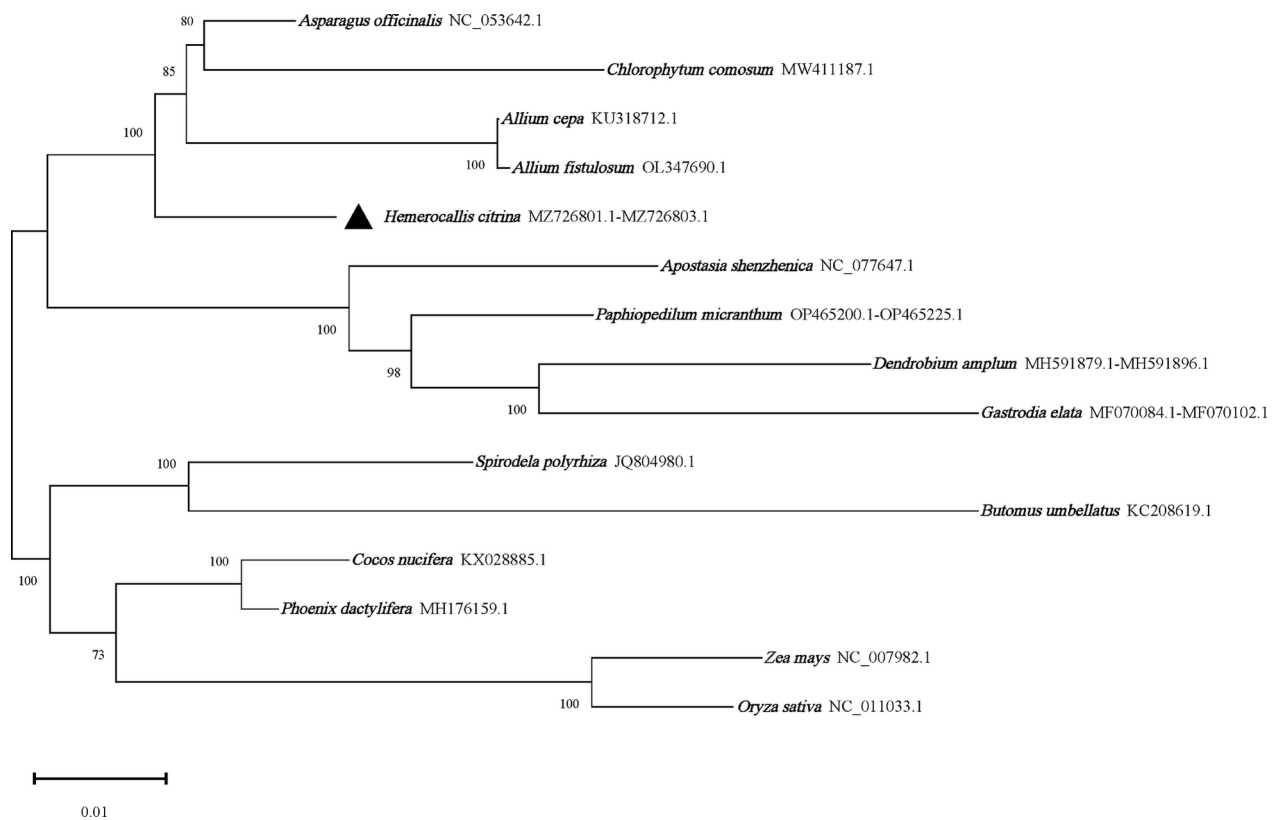 80
Asparagus officinalis NC_053642.1
Chlorophytum comosum MW411187.1
85
Allium cepa KU318712.1
100
100
Allium fistulosum OL347690.1
Hemerocallis citrina MZ726801.1-MZ726803.1
Apostasia shenzhenica NC_077647.1
100
Paphiopedilum micranthum OP465200.1-OP465225.1
98
Dendrobium amplum MH591879.1-MH591896.1
100
Gastrodia elata MF070084.1-MF070102.1
100
Spirodela polyrhiza JQ804980.1
Butomus umbellatus KC208619.1
100
Cocos nucifera KX028885.1
100
Phoenix dactylifera MH176159.1
73
Zea mays NC_007982.1
100
Oryza sativa NC_011033.1
0.01